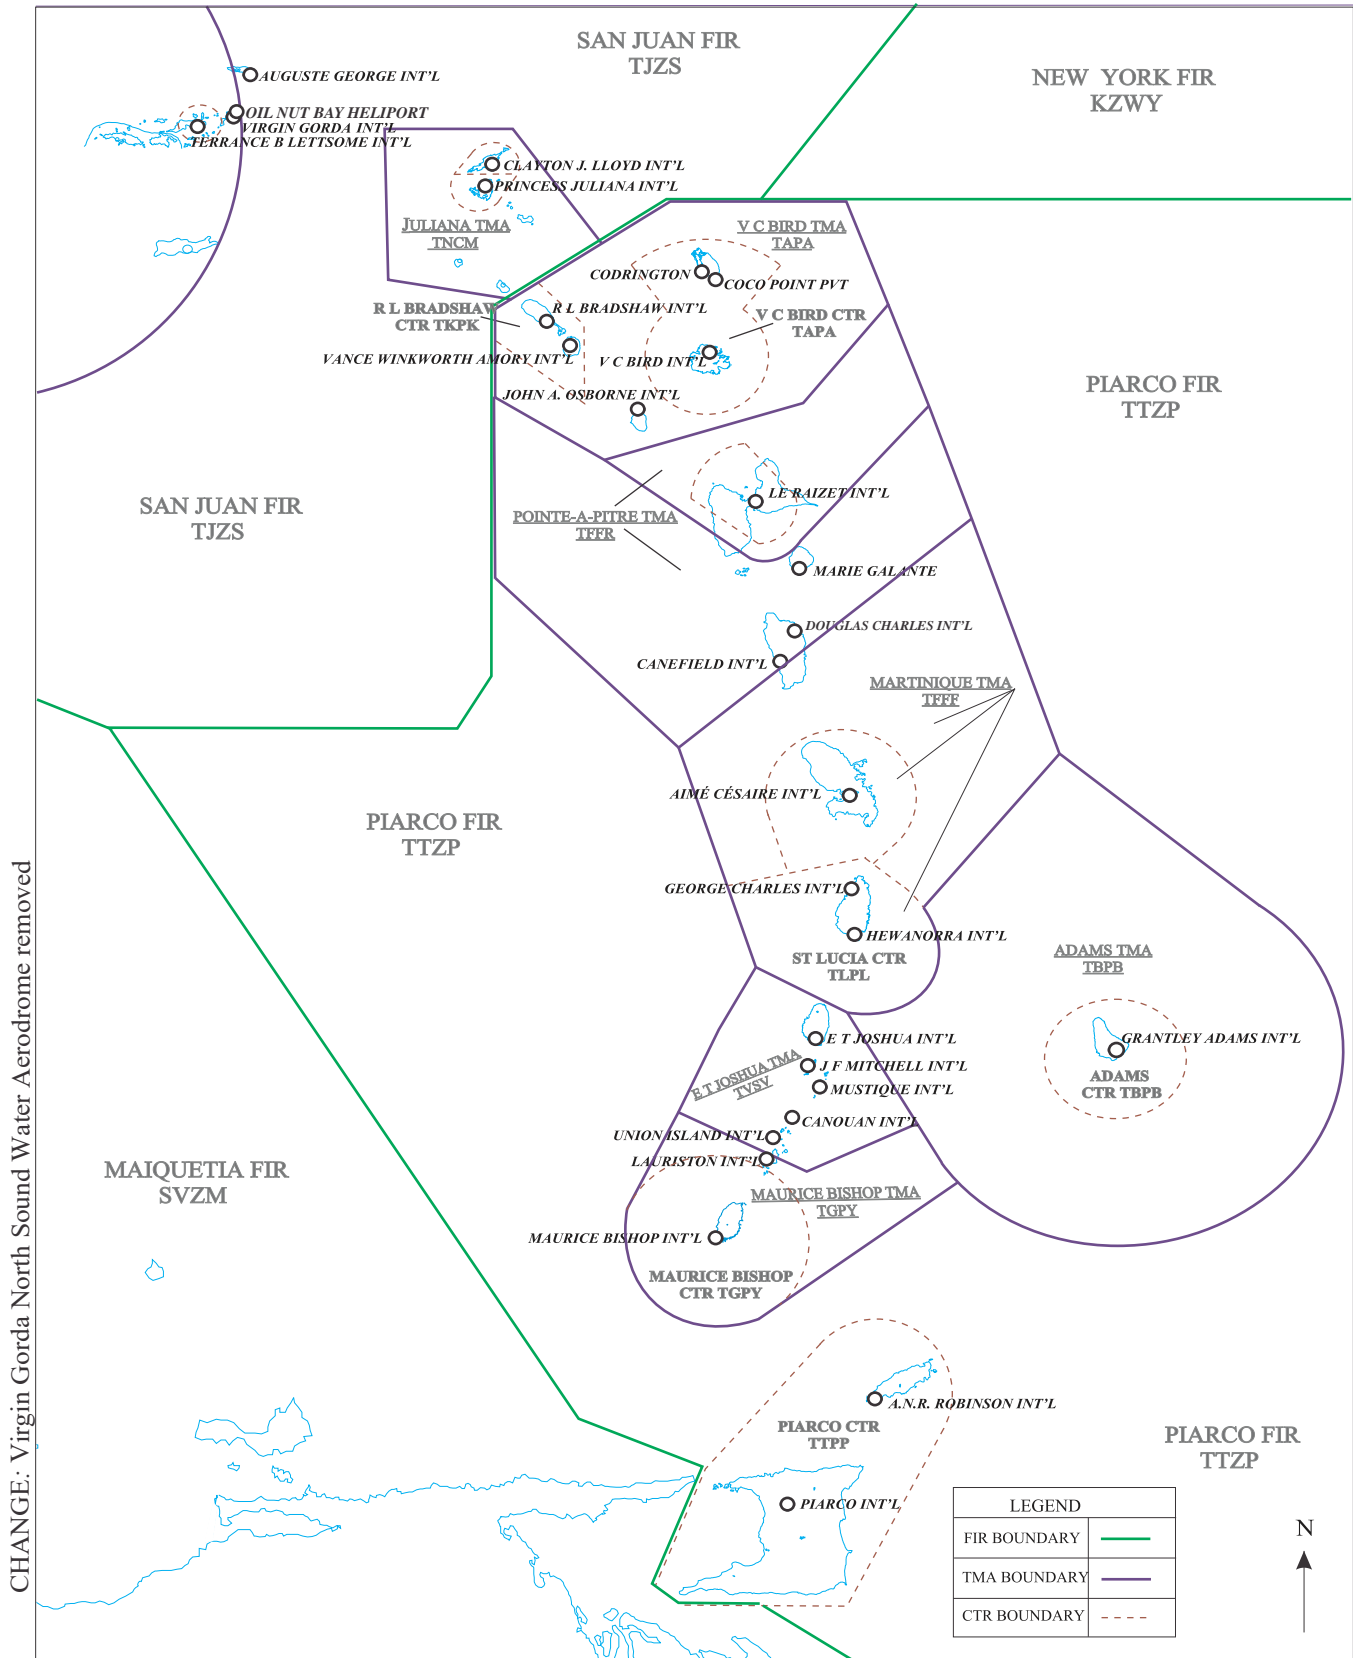 SAN JUAN FIR
TJZS
NEW YORK FIR
KZWY
AUGUSTE GEORGE INT'L
OIL NUT BAY HELIPORT
VIRGIN GORDA INT'L
TERRANCE B LETTSOME INT'L
CLAYTON J. LLOYD INT'L
PRINCESS JULIANA INT'L
JULIANA TMA
TNCM
V C BIRD TMA
TAPA
CODRINGTON
COCO POINT PVT
R L BRADSHAW
CTR TKPK
R L BRADSHAW INT'L
V C BIRD CTR
TAPA
VANCE WINKWORTH AMORY INT'L
V C BIRD INT'L
JOHN A. OSBORNE INT'L
PIARCO FIR
TTZP
SAN JUAN FIR
TJZS
LE RAIZET INT'L
POINTE-A-PITRE TMA
TFFR
MARIE GALANTE
DOUGLAS CHARLES INT'L
CANEFIELD INT'L
MARTINIQUE TMA
TFFF
AIMÉ CÉSAIRE INT'L
PIARCO FIR
TTZP
GEORGE CHARLES INT'L
HEWANORRA INT'L
ST LUCIA CTR
TLPL
ADAMS TMA
TBPB
E T JOSHUA INT'L
GRANTLEY ADAMS INT'L
E T JOSHUA TMA
TVSV
J F MITCHELL INT'L
MUSTIQUE INT'L
ADAMS
CTR TBPB
CANOUAN INT'L
UNION ISLAND INT'L
LAURISTON INT'L
MAIQUETIA FIR
SVZM
MAURICE BISHOP TMA
TGPY
MAURICE BISHOP INT'L
MAURICE BISHOP
CTR TGPY
A.N.R. ROBINSON INT'L
PIARCO CTR
TTPP
PIARCO FIR
TTZP
PIARCO INT'L
LEGEND
FIR BOUNDARY
TMA BOUNDARY
CTR BOUNDARY
N
CHANGE: Virgin Gorda North Sound Water Aerodrome removed